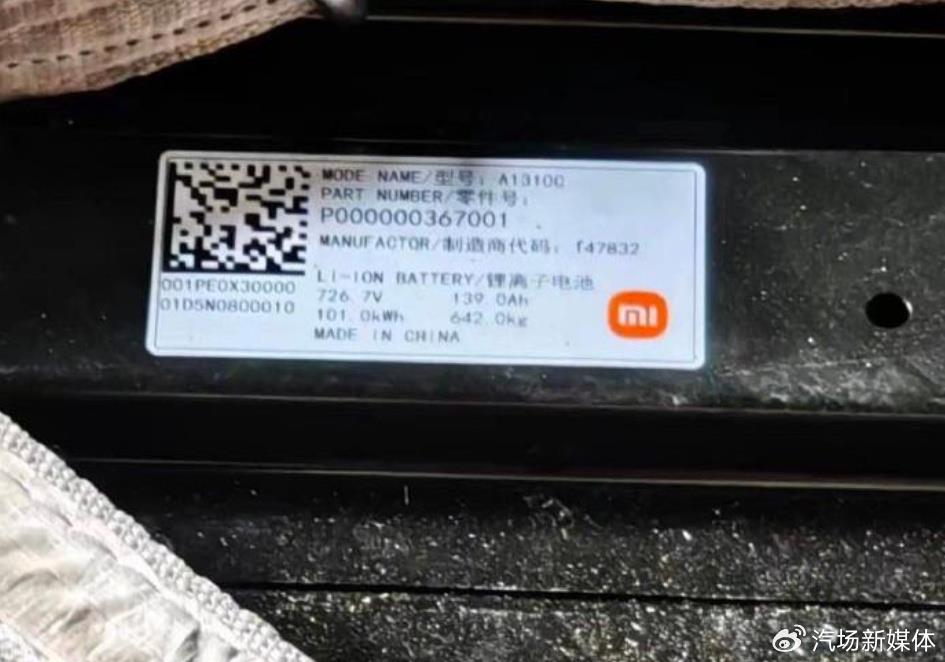 MODE NAME/型号: A1310C
PART NUMBER/零件号:
P000000367001
MANUFACTOR/制造商代码: f47832
001PE0X30000
01D5N0800010
LI-ION BATTERY/锂离子电池
726.7V 139.0Ah
101.0kWh 642.0kg
MADE IN CHINA
mi
汽场新媒体